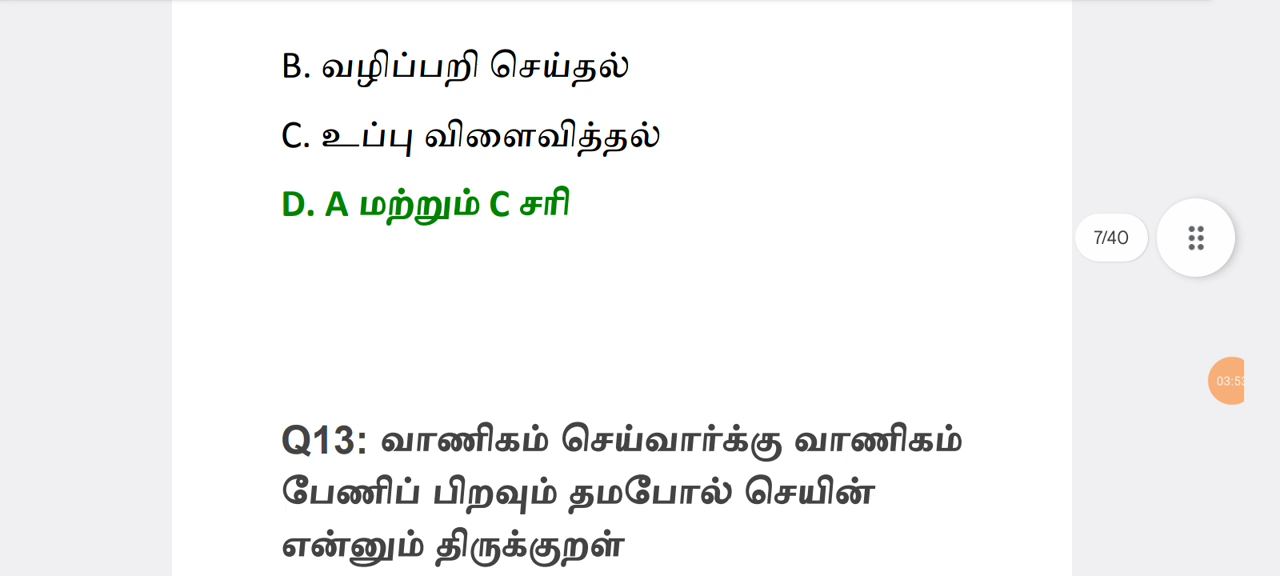 B. வழிப்பறி செய்தல்
C. உப்பு விளைவித்தல்
D. A மற்றும் C சரி
7/40
Q13: வாணிகம் செய்வார்க்கு வாணிகம்
பேணிப் பிறவும் தமபோல் செயின்
என்னும் திருக்குறள்